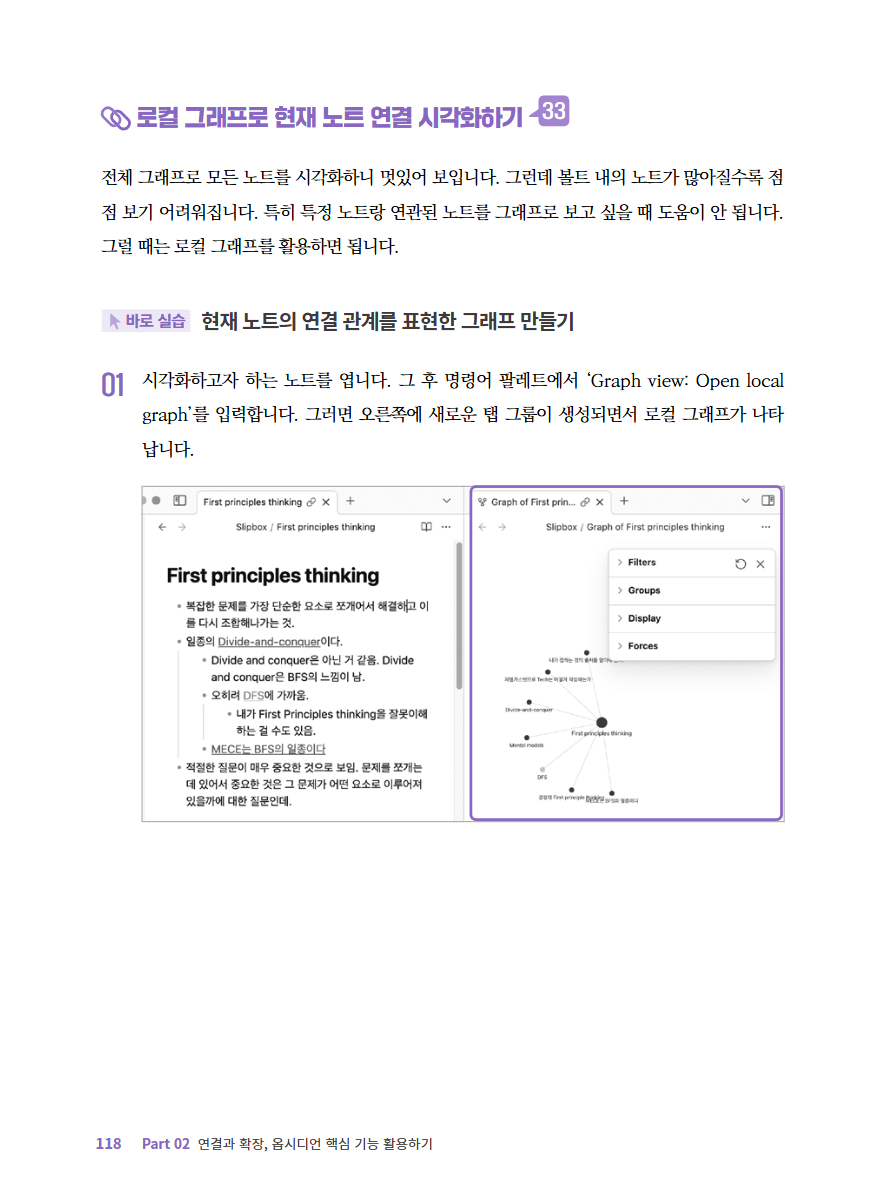 로컬 그래프로 현재 노트 연결 시각화하기 33
전체 그래프로 모든 노트를 시각화하니 멋있어 보입니다. 그런데 볼트 내의 노트가 많아질수록 점
점 보기 어려워집니다. 특히 특정 노트랑 연관된 노트를 그래프로 보고 싶을 때 도움이 안 됩니다.
그럴 때는 로컬 그래프를 활용하면 됩니다.
바로 실습 현재 노트의 연결 관계를 표현한 그래프 만들기
01 시각화하고자 하는 노트를 엽니다. 그 후 명령어 팔레트에서 ‘Graph view: Open local
graph’를 입력합니다. 그러면 오른쪽에 새로운 탭 그룹이 생성되면서 로컬 그래프가 나타
납니다.
First principles thinking
Slipbox / First principles thinking
First principles thinking
복잡한 문제를 가장 단순한 요소로 쪼개어서 해결하고 이
를 다시 조합해나가는 것.
일종의 Divide-and-conquer이다.
Divide and conquer은 아닌 거 같음. Divide
and conquer은 BFS의 느낌이 남.
오히려 DFS에 가까움.
내가 First Principles thinking을 잘못이해
하는 걸 수도 있음.
MECE는 BFS의 일종이다
적절한 질문이 매우 중요한 것으로 보임. 문제를 쪼개는
데 있어서 중요한 것은 그 문제가 어떤 요소로 이루어져
있을까에 대한 질문인데.
Graph of First prin...
Slipbox / Graph of First principles thinking
Filters
Groups
Display
Forces
Divide-and-conquer
First principles thinking
Mental models
DFS
MECE는 BFS의 일종이다
118 Part 02 연결과 확장, 옵시디언 핵심 기능 활용하기